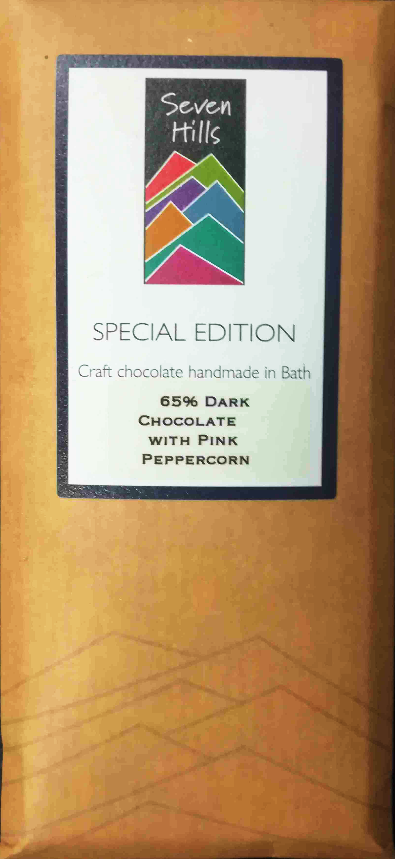 Seven
Hills
SPECIAL EDITION
Craft chocolate handmade in Bath
65% DARK
CHOCOLATE
WITH PINK
PEPPERCORN